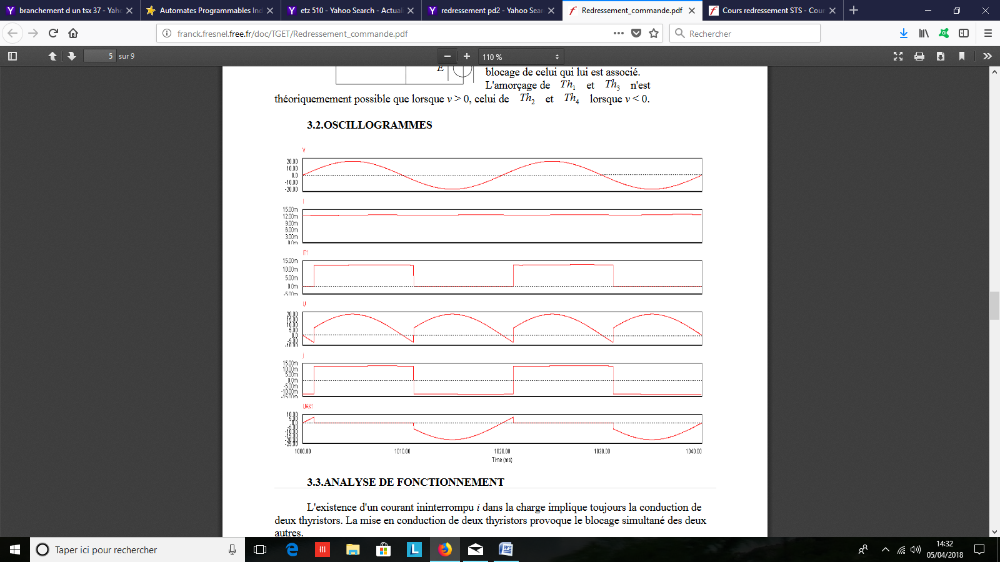 branchement d un tsx 37 - Yah
Automates Programmables Ind
etz 510 - Yahoo Search - Actual
redressement pd2 - Yahoo Sear
Redressement_commande.pdf
Cours redressement STS - Cour
franck.fresnel.free.fr/doc/TGET/Redressement_commande.pdf
Rechercher
5 sur 9
110 %
E
blocage de celui qui lui est associé.
L'amorçage de Th1 et Th3 n'est
théoriquemement possible que lorsque v > 0, celui de Th2 et Th4 lorsque v < 0.
3.2.OSCILLOGRAMMES
V
20.00
10.00
0.0
-10.00
-20.00
I
15.00m
12.00m
9.00m
6.00m
3.00m
0.0m
IT1
15.00m
10.00m
5.00m
0.0m
-5.00m
U
20.00
15.00
10.00
5.00
0.0
-5.00
-10.00
j
15.00m
10.00m
5.00m
0.0m
-5.00m
-10.00m
-15.00m
UAK1
10.00
5.00
0.0
-5.00
-10.00
-15.00
-20.00
-25.00
1000.00 1010.00 1020.00 1030.00 1040.00
Time (ms)
3.3.ANALYSE DE FONCTIONNEMENT
L'existence d'un courant ininterrompu i dans la charge implique toujours la conduction de
deux thyristors. La mise en conduction de deux thyristors provoque le blocage simultané des deux
autres.
Taper ici pour rechercher
14:32
05/04/2018